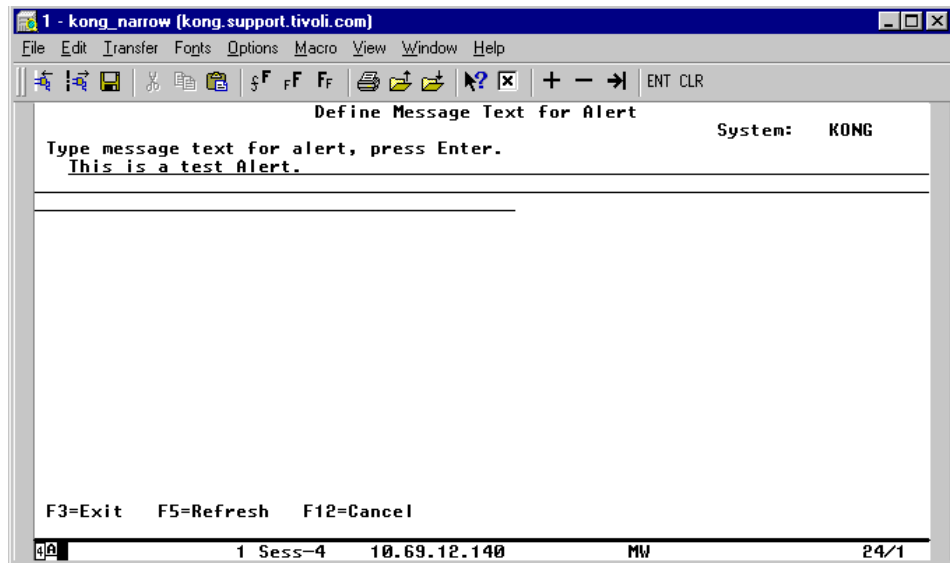 1 - kong_narrow (kong.support.tivoli.com)
File Edit Transfer Fonts Options Macro View Window Help
ENT CLR
Define Message Text for Alert
System: KONG
Type message text for alert, press Enter.
This is a test Alert.
F3=Exit F5=Refresh F12=Cancel
1 Sess-4 10.69.12.140 MW 24/1